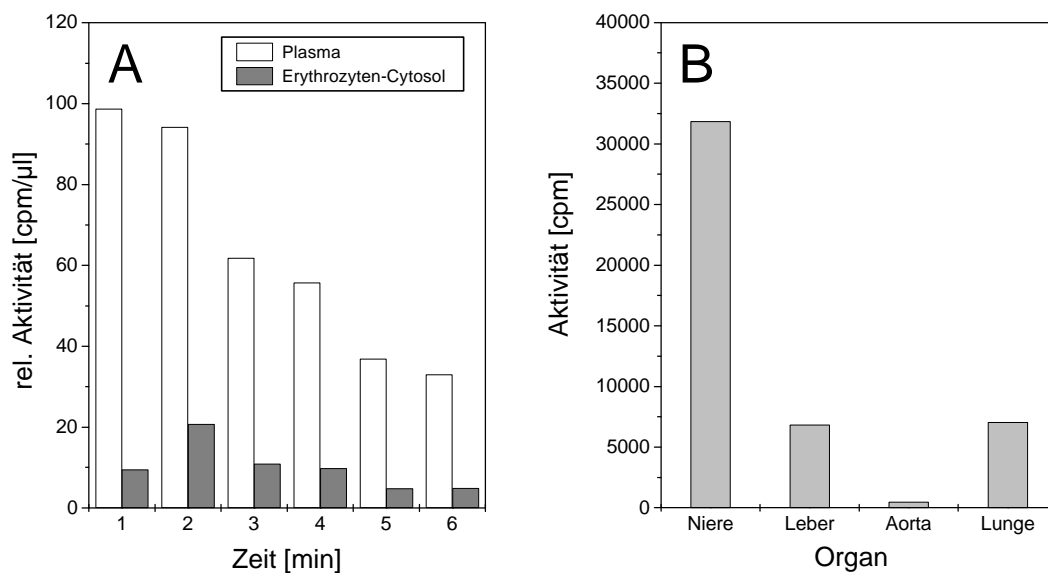 A
Plasma
Erythrozyten-Cytosol
120
100
80
60
40
20
0
rel. Aktivität [cpm/µl]
1 2 3 4 5 6
Zeit [min]
B
40000
35000
30000
25000
20000
15000
10000
5000
0
Aktivität [cpm]
Niere Leber Aorta Lunge
Organ